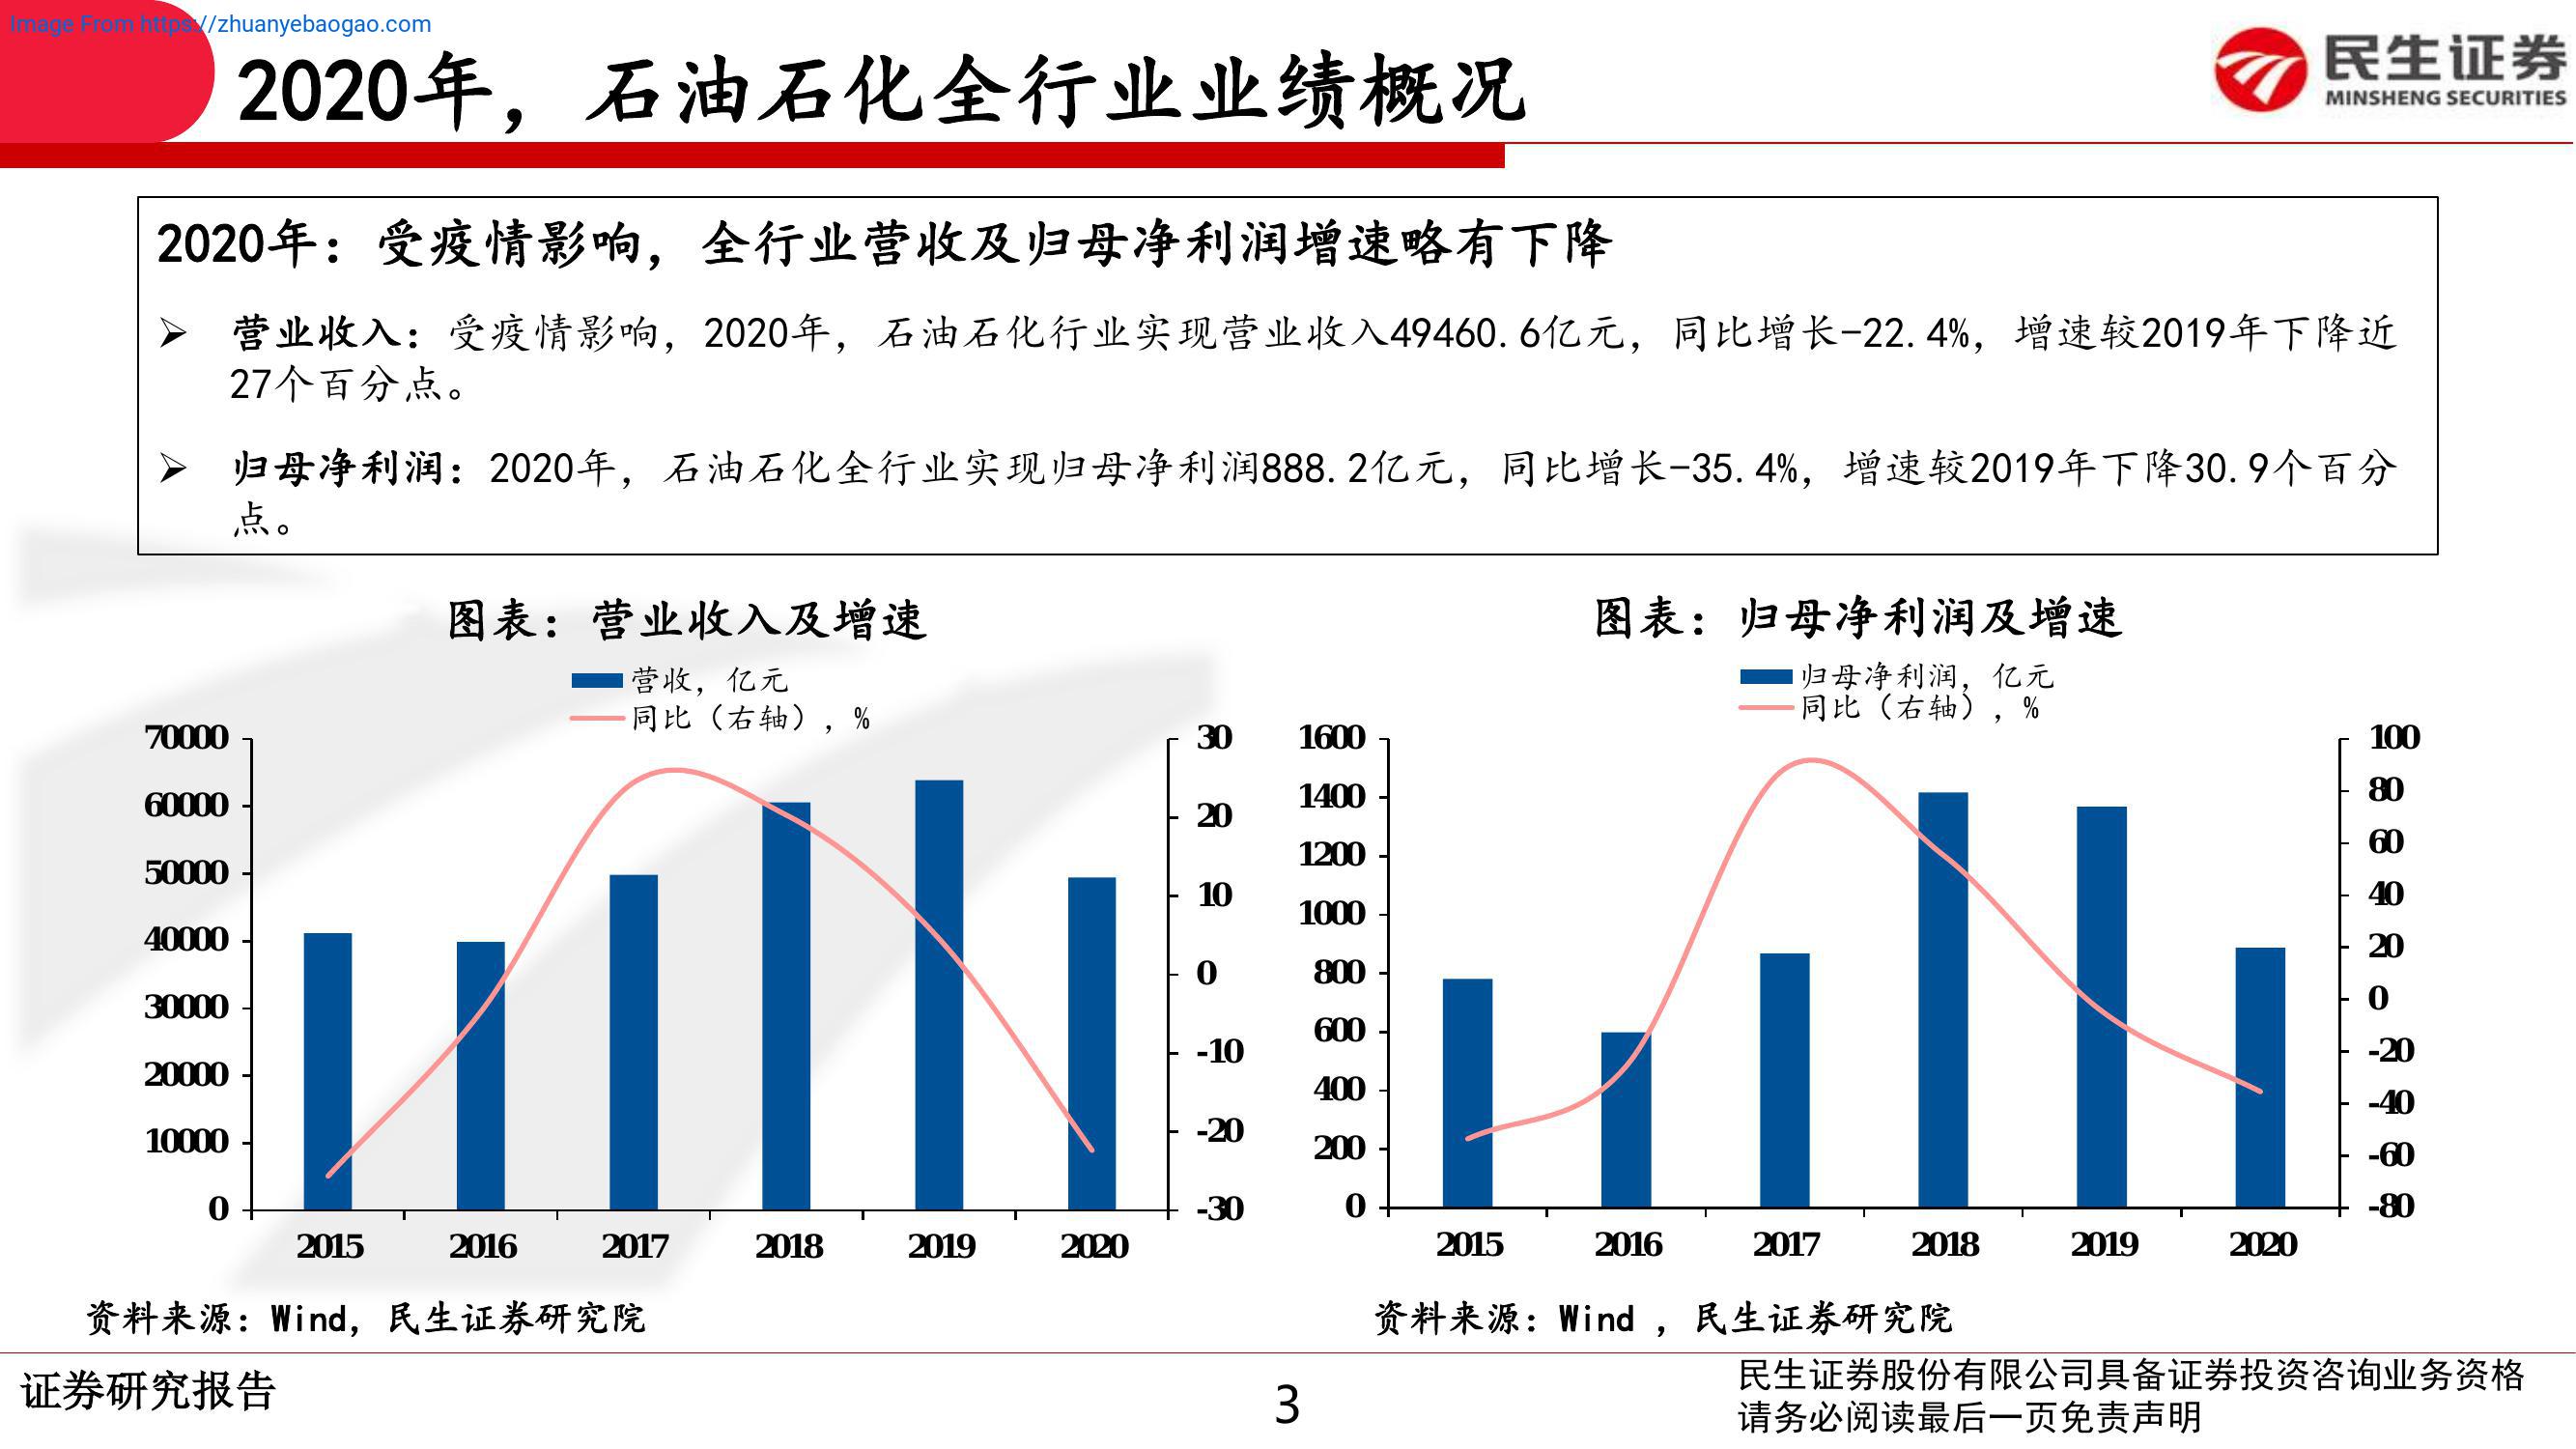 Image From https://zhuanyebaogao.com
2020年，石油石化全行业业绩概况
民生证券
MINSHENG SECURITIES
2020年：受疫情影响，全行业营收及归母净利润增速略有下降
➢ 营业收入：受疫情影响，2020年，石油石化行业实现营业收入49460.6亿元，同比增长-22.4%，增速较2019年下降近
27个百分点。
➢ 归母净利润：2020年，石油石化全行业实现归母净利润888.2亿元，同比增长-35.4%，增速较2019年下降30.9个百分
点。
图表：营业收入及增速
营收，亿元
同比（右轴），%
70000
60000
50000
40000
30000
20000
10000
0
30
20
10
0
-10
-20
-30
2015 2016 2017 2018 2019 2020
资料来源：Wind，民生证券研究院
图表：归母净利润及增速
归母净利润，亿元
同比（右轴），%
1600
1400
1200
1000
800
600
400
200
0
100
80
60
40
20
0
-20
-40
-60
-80
2015 2016 2017 2018 2019 2020
资料来源：Wind ，民生证券研究院
证券研究报告
3
民生证券股份有限公司具备证券投资咨询业务资格
请务必阅读最后一页免责声明